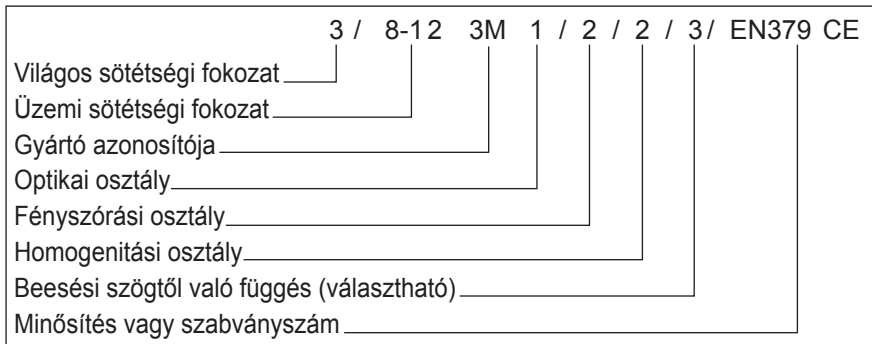 3 / 8-12 3M 1 / 2 / 2 / 3 / EN379 CE
Világos sötétségi fokozat
Üzemi sötétségi fokozat
Gyártó azonosítója
Optikai osztály
Fényszórási osztály
Homogenitási osztály
Beesési szögtől való függés (választható)
Minősítés vagy szabványszám